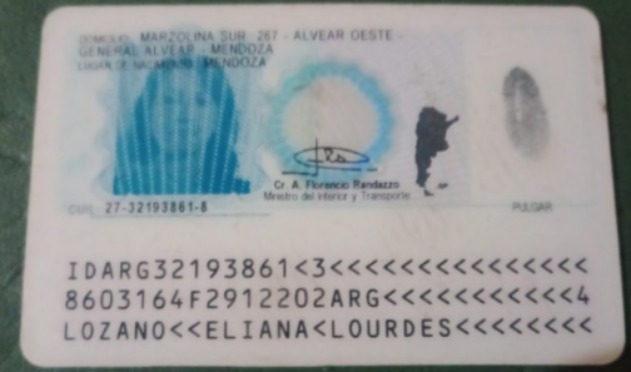 DOMICILIO: MARZOLINA SUR 267 - ALVEAR OESTE -
GENERAL ALVEAR - MENDOZA
LUGAR DE NACIMIENTO: MENDOZA
Cr. A. Florencio Randazzo
Ministro del Interior y Transporte
CUIL 27-32193861-8
PULGAR
IDARG32193861<3<<<<<<<<<<<<<<<
8603164F2912202ARG<<<<<<<<<<<4
LOZANO<<ELIANA<LOURDES<<<<<<<<